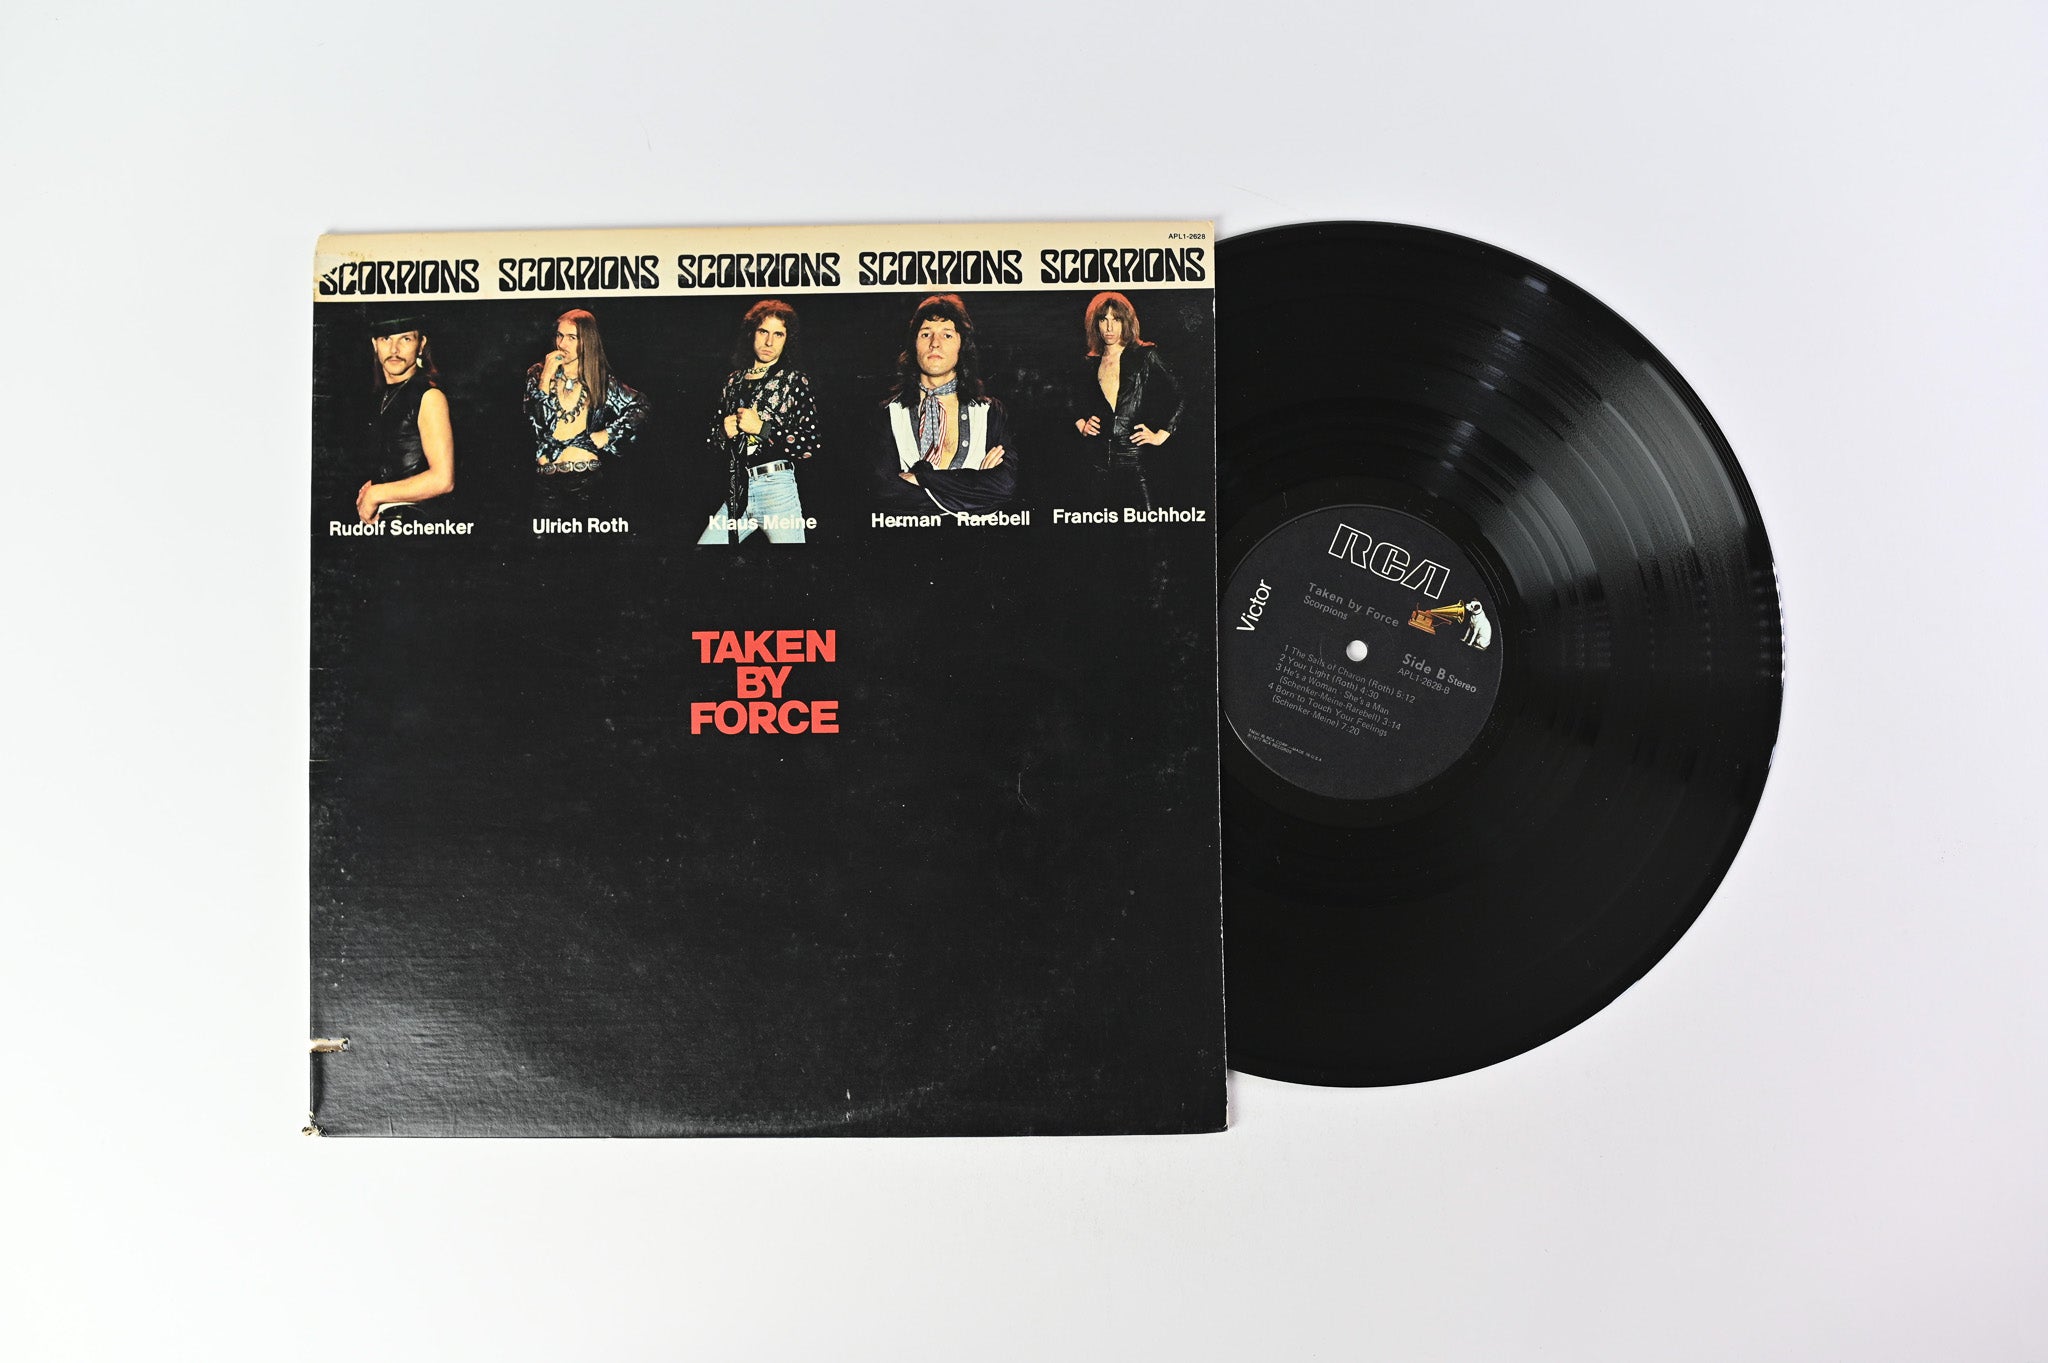 APL1-2628
SCORPIONS SCORPIONS SCORPIONS SCORPIONS SCORPIONS
Rudolf Schenker Ulrich Roth Klaus Meine Herman Rarebell Francis Buchholz
TAKEN
BY
FORCE
RCA
Victor
Taken by Force
Scorpions
Side B Stereo
APL1-2628-B
1 The Sails of Charon (Roth) 5:12
2 Your Light (Roth) 4:30
3 He's a Woman - She's a Man
(Schenker-Meine-Rarebell) 3:14
4 Born to Touch Your Feelings
(Schenker-Meine) 7:20